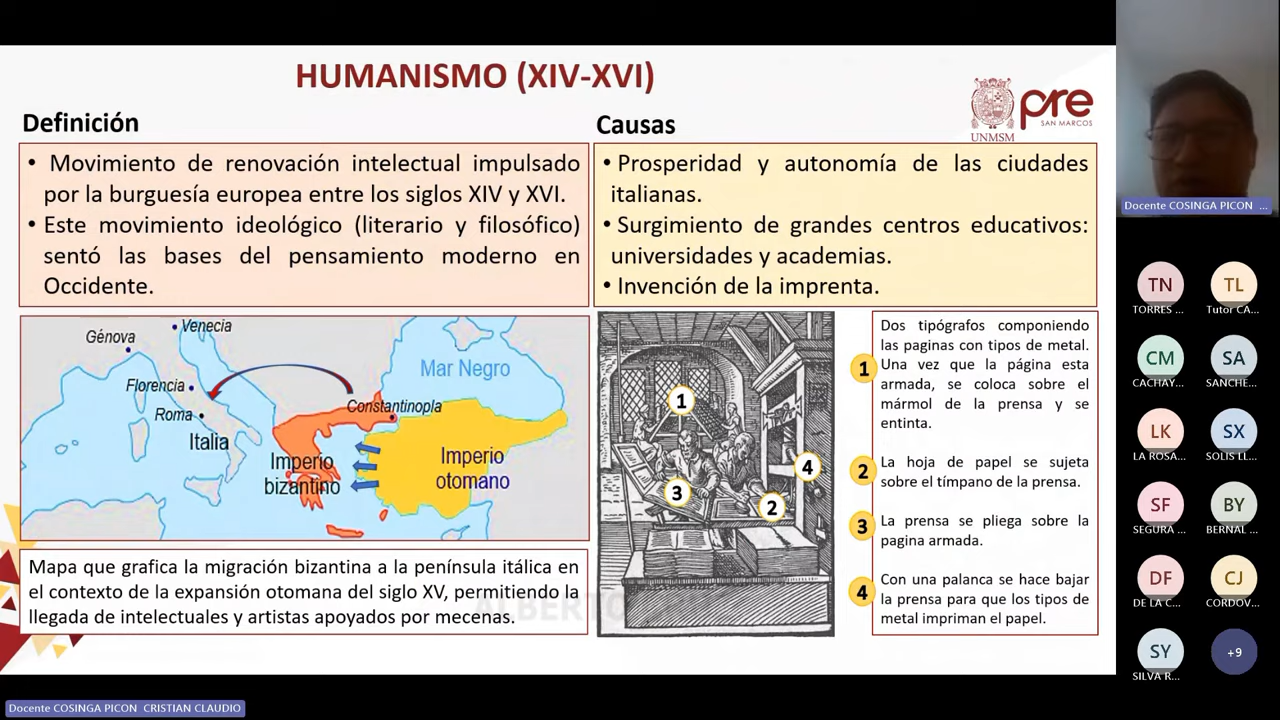 HUMANISMO (XIV-XVI)
UNMSM
pre
SAN MARCOS
Definición
• Movimiento de renovación intelectual impulsado
por la burguesía europea entre los siglos XIV y XVI.
• Este movimiento ideológico (literario y filosófico)
sentó las bases del pensamiento moderno en
Occidente.
Causas
• Prosperidad y autonomía de las ciudades
italianas.
• Surgimiento de grandes centros educativos:
universidades y academias.
• Invención de la imprenta.
Venecia
Génova
Florencia
Roma
Italia
Mar Negro
Constantinopla
Imperio
bizantino
Imperio
otomano
Mapa que grafica la migración bizantina a la península itálica en
el contexto de la expansión otomana del siglo XV, permitiendo la
llegada de intelectuales y artistas apoyados por mecenas.
1
4
3
2
1
Dos tipógrafos componiendo
las paginas con tipos de metal.
Una vez que la página esta
armada, se coloca sobre el
mármol de la prensa y se
entinta.
2
La hoja de papel se sujeta
sobre el tímpano de la prensa.
3
La prensa se pliega sobre la
pagina armada.
4
Con una palanca se hace bajar
la prensa para que los tipos de
metal impriman el papel.
Docente COSINGA PICON ...
TN
TORRES ...
TL
Tutor CA...
CM
CACHAY...
SA
SANCHE...
LK
LA ROSA...
SX
SOLIS LL...
SF
SEGURA ...
BY
BERNAL ...
DF
DE LA C...
CJ
CORDOV...
SY
SILVA R...
+9
Docente COSINGA PICON CRISTIAN CLAUDIO